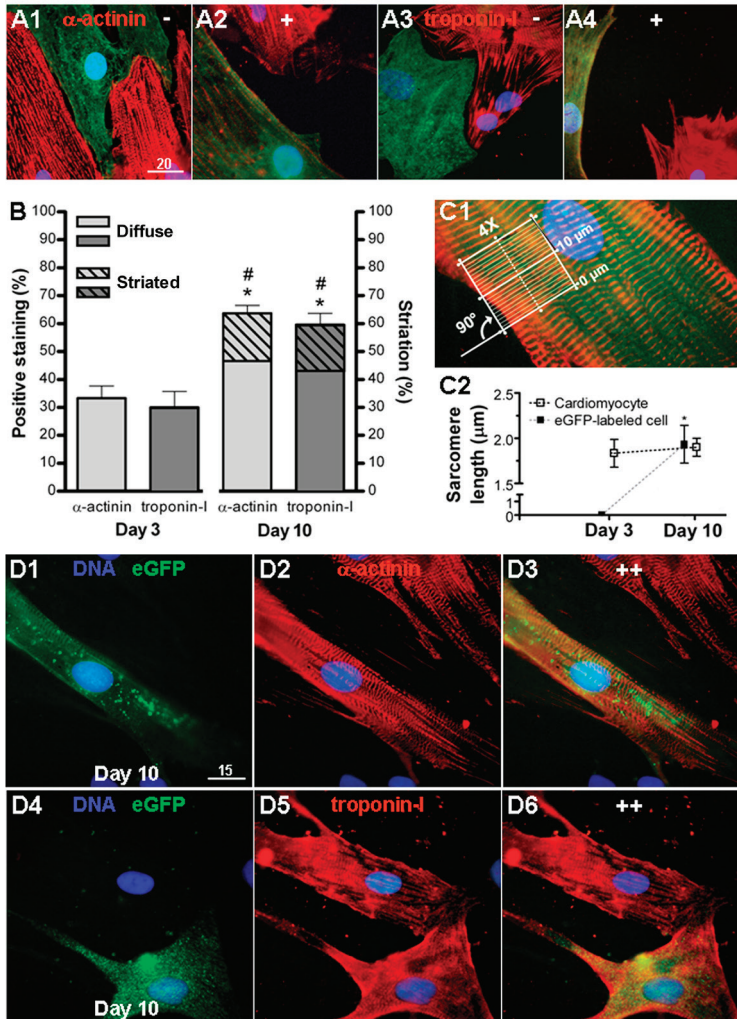 A1 α-actinin -
20
A2 +
A3 troponin-I -
A4 +
B
Positive staining (%)
100
90
80
70
60
50
40
30
20
10
0
Diffuse
Striated
#
*
#
*
100
90
80
70
60
50
40
30
20
10
0
Striation (%)
α-actinin troponin-I α-actinin troponin-I
Day 3 Day 10
C1
4X
10 μm
0 μm
90°
C2
Sarcomere
length (μm)
2.5
2.0
1.5
1
0
Cardiomyocyte
eGFP-labeled cell
*
Day 3 Day 10
D1 DNA eGFP
Day 10
15
D2 α-actinin
D3 ++
D4 DNA eGFP
Day 10
D5 troponin-I
D6 ++